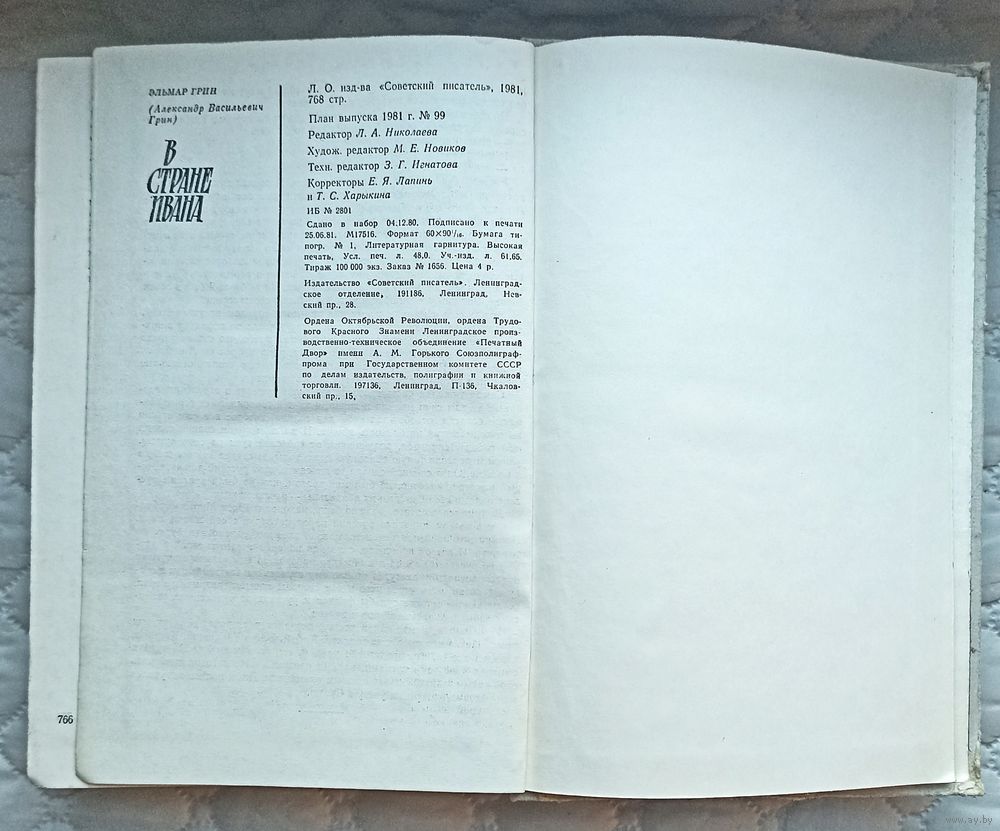 ЭЛЬМАР ГРИН
(Александр Васильевич
Грин)
В
СТРАНЕ
ИВАНА
Л. О. изд-ва «Советский писатель», 1981,
768 стр.
План выпуска 1981 г. № 99
Редактор Л. А. Николаева
Худож. редактор М. Е. Новиков
Техн. редактор З. Г. Игнатова
Корректоры Е. Я. Лапинь
и Т. С. Харыкина
ИБ № 2801
Сдано в набор 04.12.80. Подписано к печати
25.06.81. М17516. Формат 60×90¹/₁₆. Бумага ти-
погр. № 1, Литературная гарнитура. Высокая
печать, Усл. печ. л. 48,0. Уч.-изд. л. 61,65.
Тираж 100 000 экз. Заказ № 1656. Цена 4 р.
Издательство «Советский писатель». Ленинград-
ское отделение, 191186, Ленинград, Нев-
ский пр., 28.
Ордена Октябрьской Революции, ордена Трудо-
вого Красного Знамени Ленинградское произ-
водственно-техническое объединение «Печатный
Двор» имени А. М. Горького Союзполиграф-
прома при Государственном комитете СССР
по делам издательств, полиграфии и книжной
торговли. 197136, Ленинград, П-136, Чкалов-
ский пр., 15,
766
www.ay.by